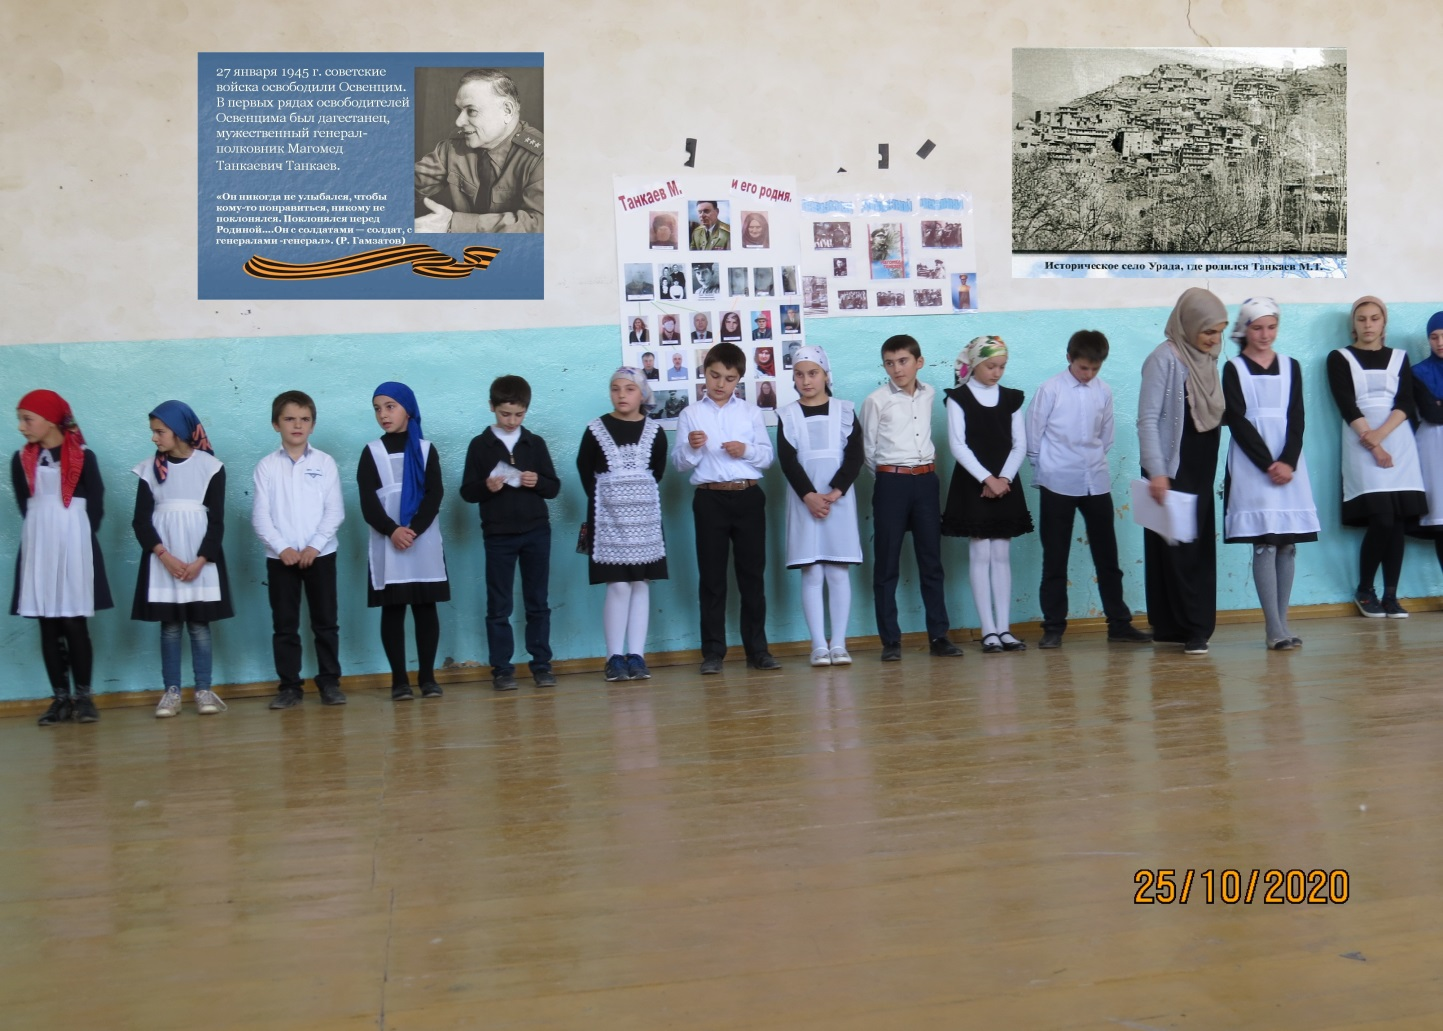 27 января 1945 г. советские
войска освободили Освенцим.
В первых рядах освободителей
Освенцима был дагестанец,
мужественный генерал-
полковник Магомед
Танкаевич Танкаев.
«Он никогда не улыбался, чтобы
кому-то понравиться, никому не
поклонялся. Поклонялся перед
Родиной....Он с солдатами — солдат, с
генералами -генерал». (Р. Гамзатов)
Танкаев М. и его родня.
Историческое село Урада, где родился Танкаев М.Т.
25/10/2020